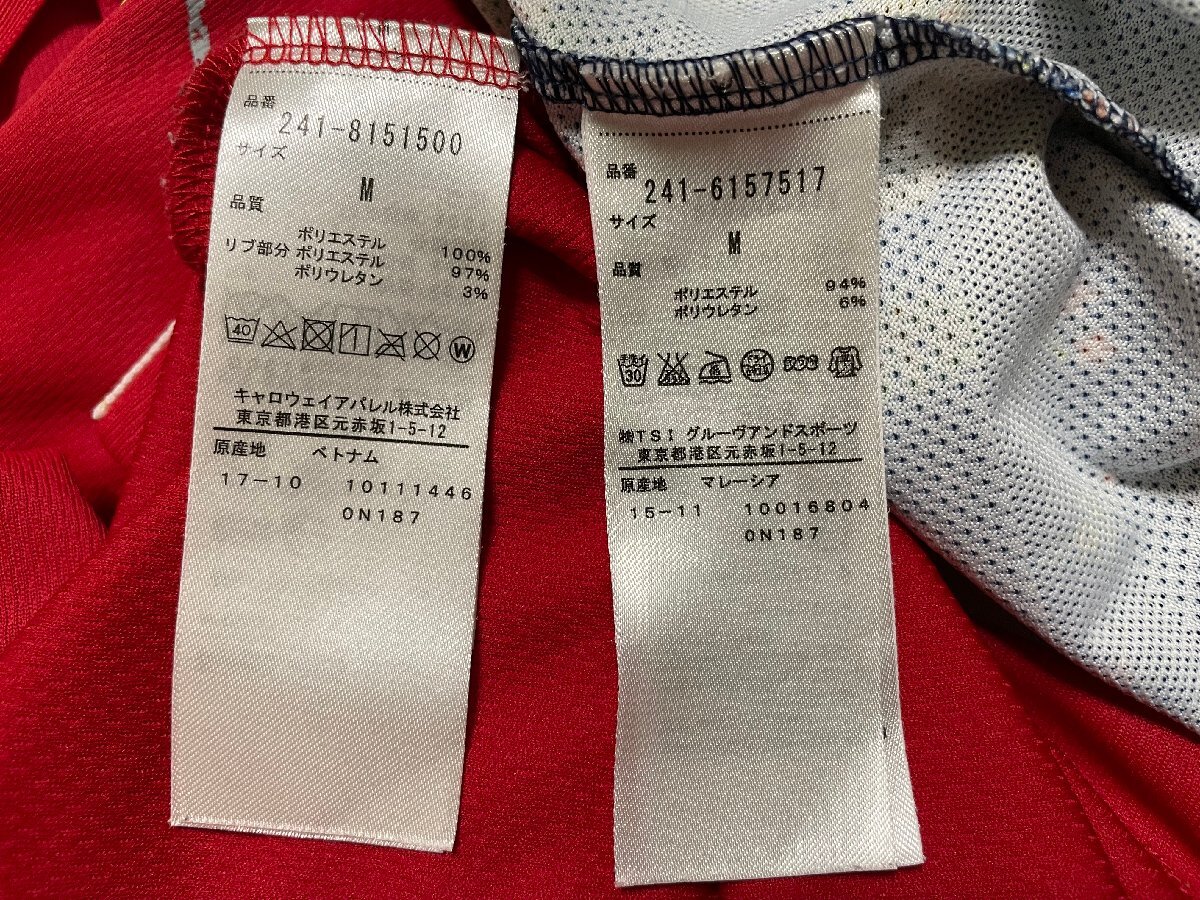 品番
241-8151500
サイズ
M
品質
ポリエステル 100%
リブ部分 ポリエステル 97%
ポリウレタン 3%
40
W
キャロウェイアパレル株式会社
東京都港区元赤坂1-5-12
原産地 ベトナム
17-10 10111446
0N187
品番
241-6157517
サイズ
M
品質
ポリエステル 94%
ポリウレタン 6%
30
㈱TSI グルーヴアンドスポーツ
東京都港区元赤坂1-5-12
原産地 マレーシア
15-11 10016804
0N187